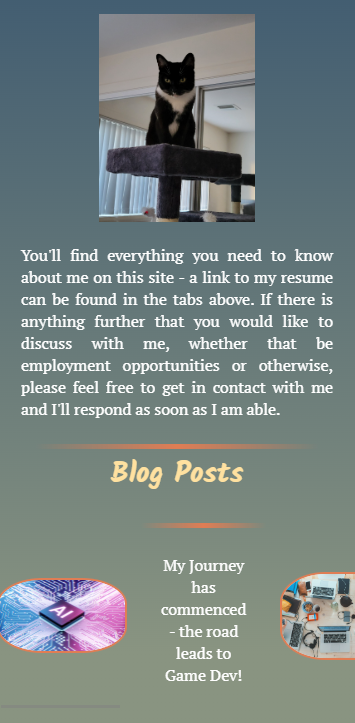 You'll find everything you need to know
about me on this site - a link to my resume
can be found in the tabs above. If there is
anything further that you would like to
discuss with me, whether that be
employment opportunities or otherwise,
please feel free to get in contact with me
and I'll respond as soon as I am able.
Blog Posts
AI
My Journey
has
commenced
- the road
leads to
Game Dev!